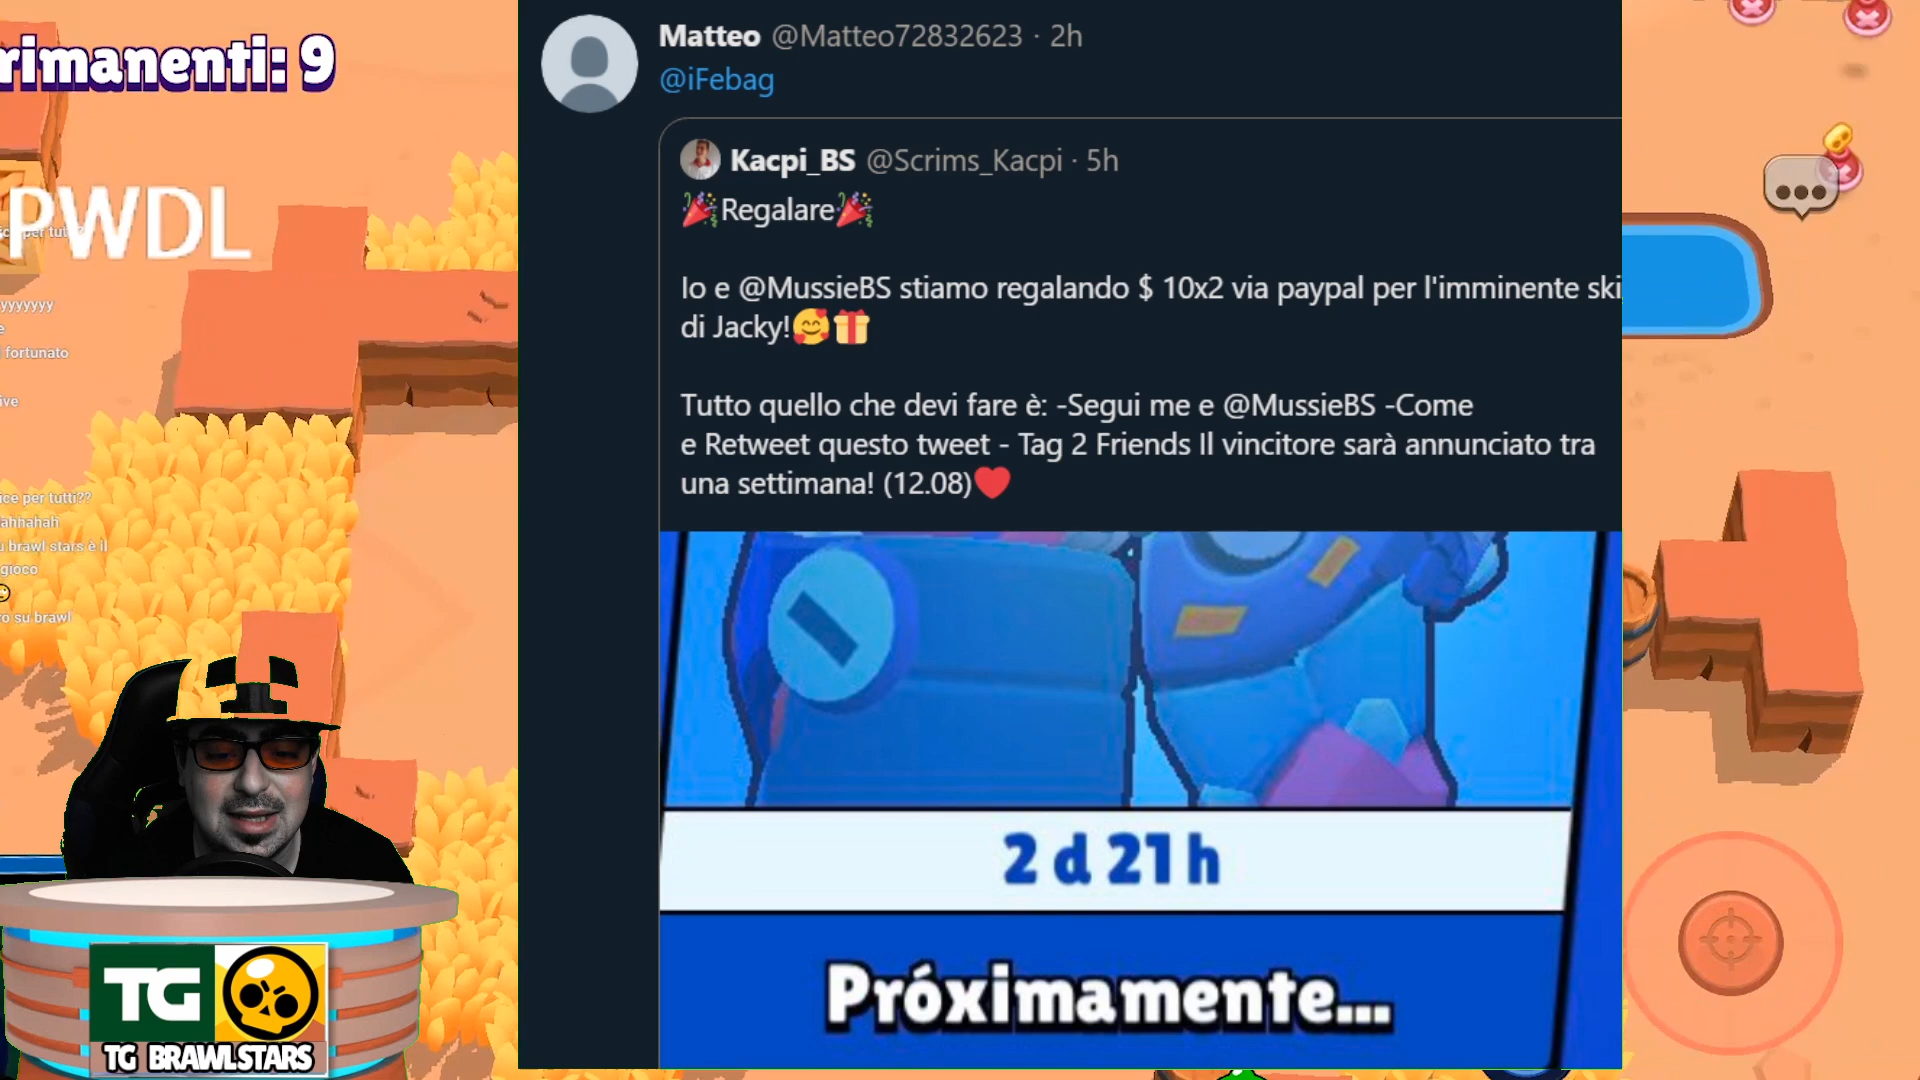 rimanenti: 9
PWDL
yyyyyyy
fortunato
ice per tutti??
ahhahah
brawl stars è il
gioco
su brawl
Matteo @Matteo72832623 · 2h
@iFebag
Kacpi_BS @Scrims_Kacpi · 5h
🎉Regalare🎉
Io e @MussieBS stiamo regalando $ 10x2 via paypal per l'imminente ski
di Jacky!🥰🎁
Tutto quello che devi fare è: -Segui me e @MussieBS -Come
e Retweet questo tweet - Tag 2 Friends Il vincitore sarà annunciato tra
una settimana! (12.08)❤️
2 d 21 h
Próximamente...
TG
TG BRAWLSTARS